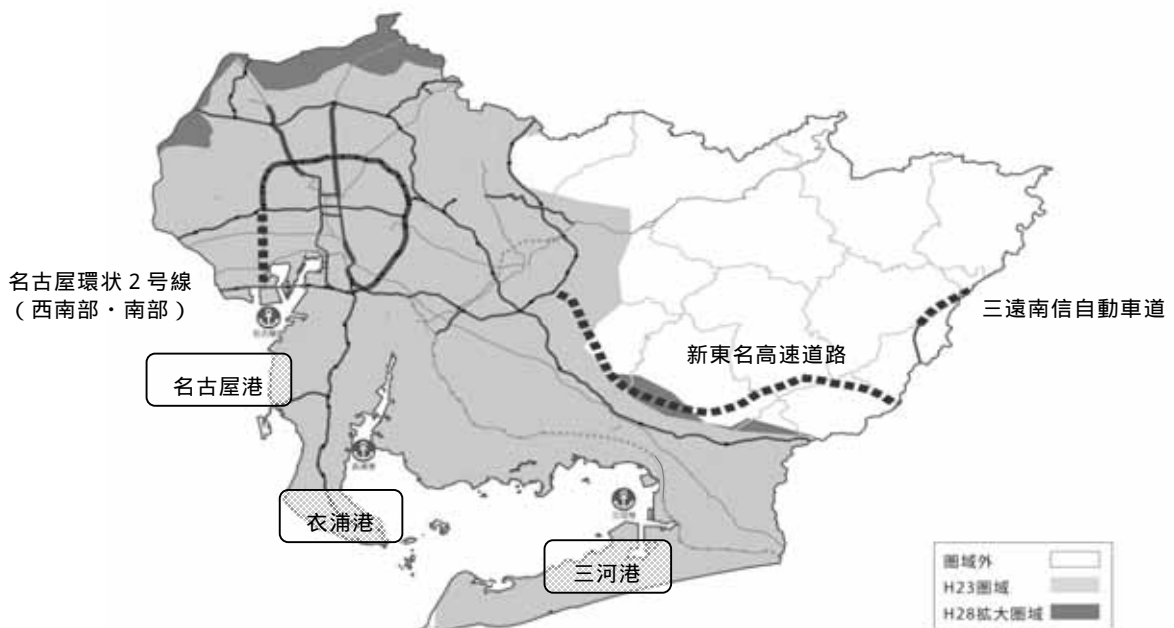 名古屋環状２号線
（西南部・南部）
三遠南信自動車道
新東名高速道路
名古屋港
衣浦港
三河港
圏域外
H23圏域
H28拡大圏域